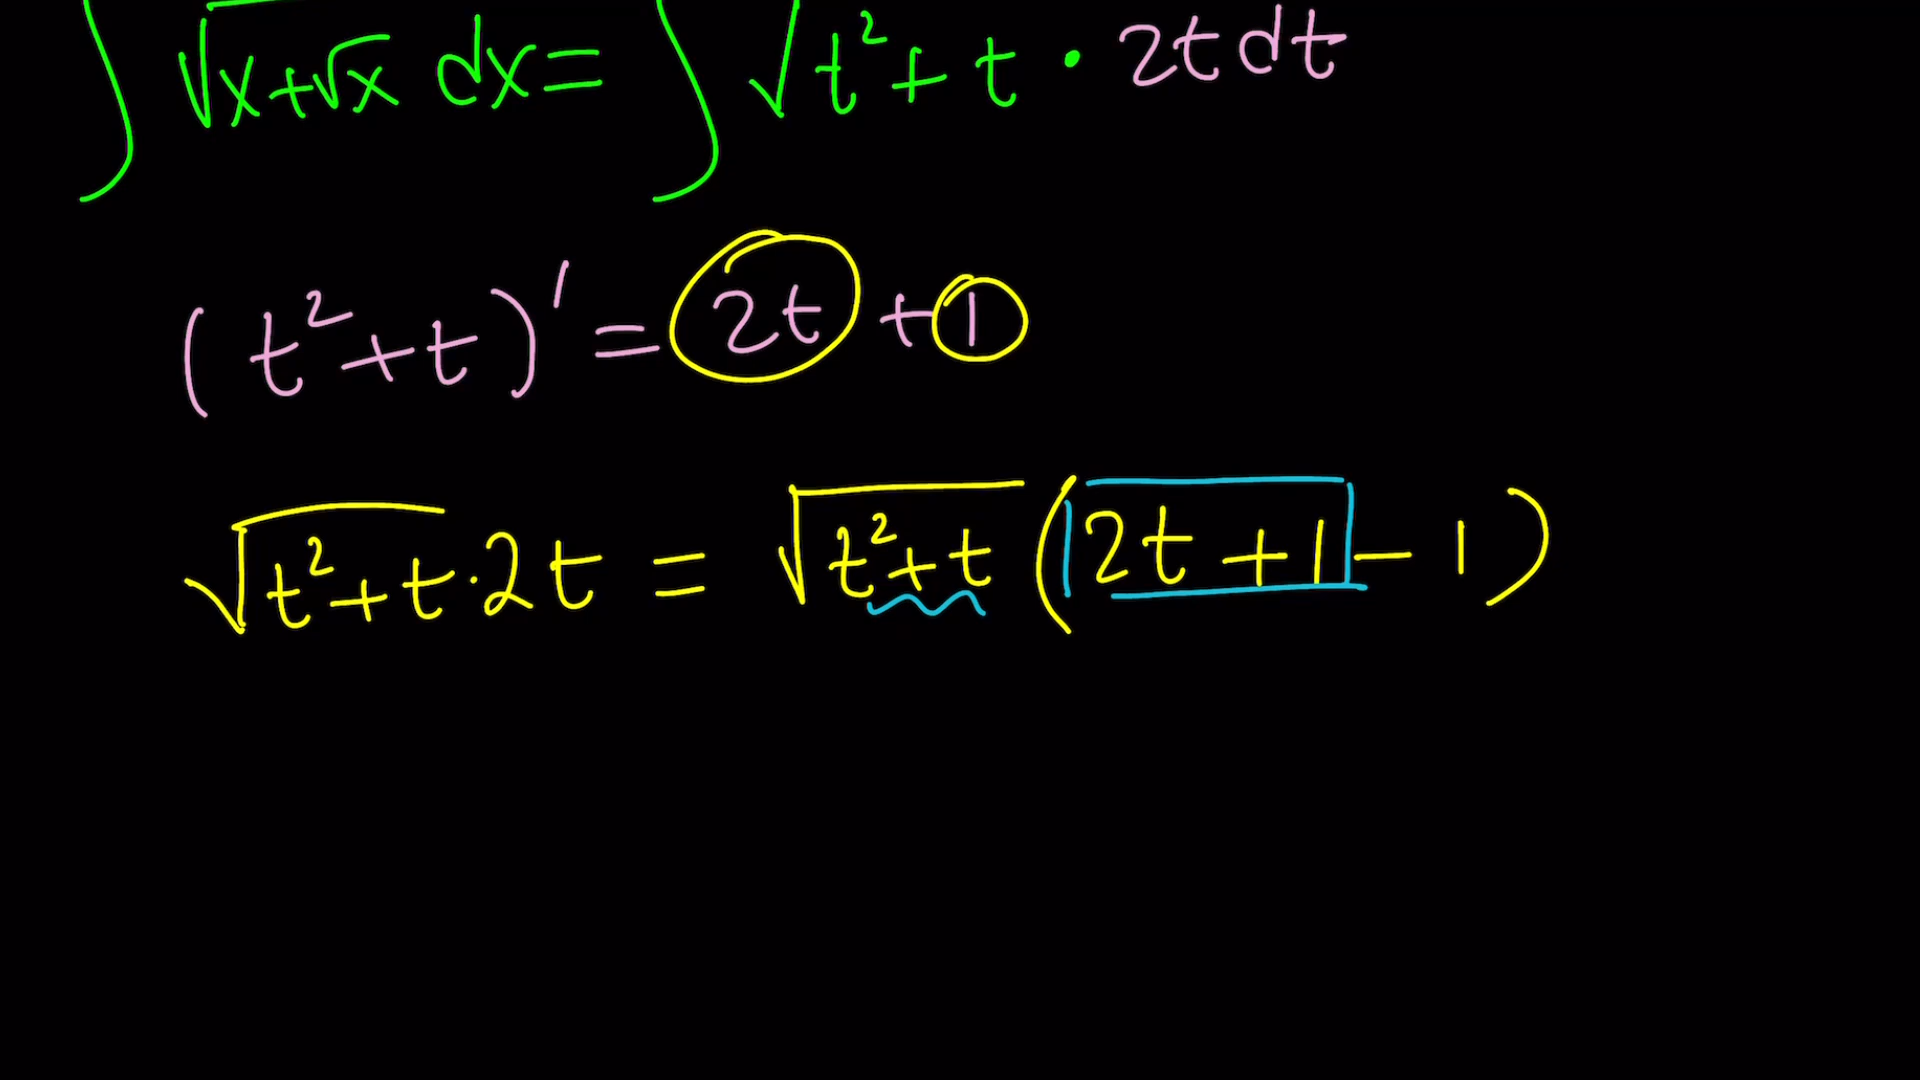 ∫ √(x+√x) dx = ∫ √(t²+t) · 2t dt
(t²+t)' = 2t + 1
√(t²+t) · 2t = √(t²+t) (2t + 1 − 1)